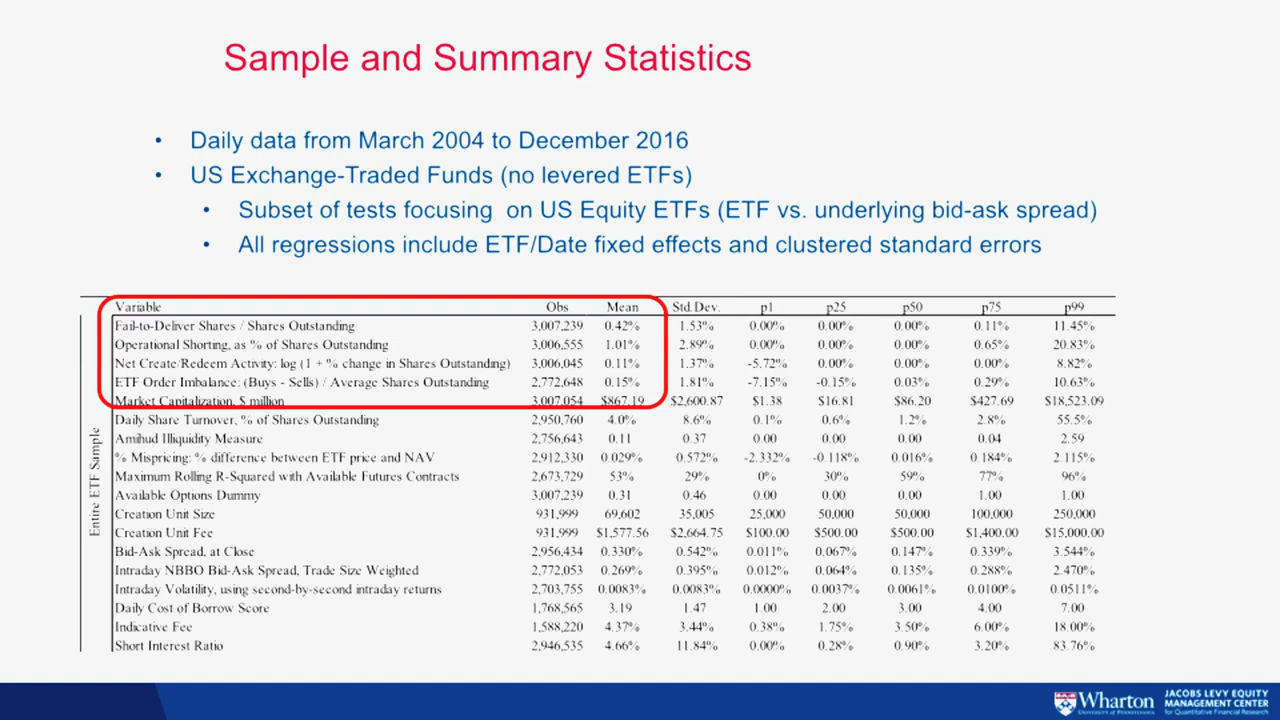 Sample and Summary Statistics
• Daily data from March 2004 to December 2016
• US Exchange-Traded Funds (no levered ETFs)
• Subset of tests focusing on US Equity ETFs (ETF vs. underlying bid-ask spread)
• All regressions include ETF/Date fixed effects and clustered standard errors
Variable Obs Mean Std.Dev. p1 p25 p50 p75 p99
Fail-to-Deliver Shares / Shares Outstanding 3,007,239 0.42% 1.53% 0.00% 0.00% 0.00% 0.11% 11.45%
Operational Shorting, as % of Shares Outstanding 3,006,555 1.01% 2.89% 0.00% 0.00% 0.00% 0.65% 20.83%
Net Create/Redeem Activity: log (1 + % change in Shares Outstanding) 3,006,045 0.11% 1.37% -5.72% 0.00% 0.00% 0.00% 8.82%
ETF Order Imbalance: (Buys - Sells) / Average Shares Outstanding 2,772,648 0.15% 1.81% -7.15% -0.15% 0.03% 0.29% 10.63%
Market Capitalization, $ million 3,007,054 $867.19 $2,600.87 $1.38 $16.81 $86.20 $427.69 $18,523.09
Daily Share Turnover, % of Shares Outstanding 2,950,760 4.0% 8.6% 0.1% 0.6% 1.2% 2.8% 55.5%
Amihud Illiquidity Measure 2,756,643 0.11 0.37 0.00 0.00 0.00 0.04 2.59
% Mispricing: % difference between ETF price and NAV 2,912,330 0.029% 0.572% -2.332% -0.118% 0.016% 0.184% 2.115%
Maximum Rolling R-Squared with Available Futures Contracts 2,673,729 53% 29% 0% 30% 59% 77% 96%
Available Options Dummy 3,007,239 0.31 0.46 0.00 0.00 0.00 1.00 1.00
Creation Unit Size 931,999 69,602 35,005 25,000 50,000 50,000 100,000 250,000
Creation Unit Fee 931,999 $1,577.56 $2,664.75 $100.00 $500.00 $500.00 $1,400.00 $15,000.00
Bid-Ask Spread, at Close 2,956,434 0.330% 0.542% 0.011% 0.067% 0.147% 0.339% 3.544%
Intraday NBBO Bid-Ask Spread, Trade Size Weighted 2,772,053 0.269% 0.395% 0.012% 0.064% 0.135% 0.288% 2.470%
Intraday Volatility, using second-by-second intraday returns 2,703,755 0.0083% 0.0083% 0.0000% 0.0037% 0.0061% 0.0100% 0.0511%
Daily Cost of Borrow Score 1,768,565 3.19 1.47 1.00 2.00 3.00 4.00 7.00
Indicative Fee 1,588,220 4.37% 3.44% 0.38% 1.75% 3.50% 6.00% 18.00%
Short Interest Ratio 2,946,535 4.66% 11.84% 0.00% 0.28% 0.90% 3.20% 83.76%
Entire ETF Sample
Wharton
UNIVERSITY of PENNSYLVANIA
JACOBS LEVY EQUITY
MANAGEMENT CENTER
for Quantitative Financial Research